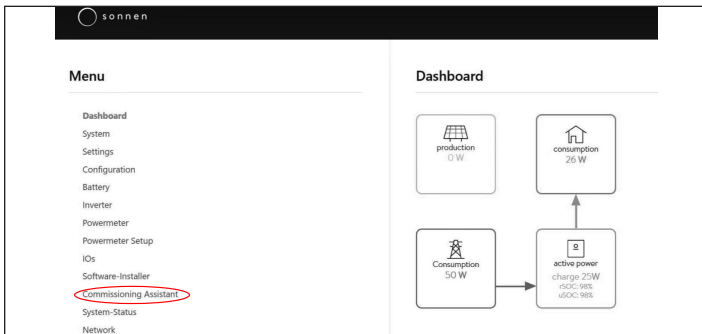 sonnen
Menu
Dashboard
System
Settings
Configuration
Battery
Inverter
Powermeter
Powermeter Setup
IOs
Software-Installer
Commissioning Assistant
System-Status
Network
Dashboard
production
0 W
consumption
26 W
Consumption
50 W
active power
charge 25W
rSOC: 98%
uSOC: 98%